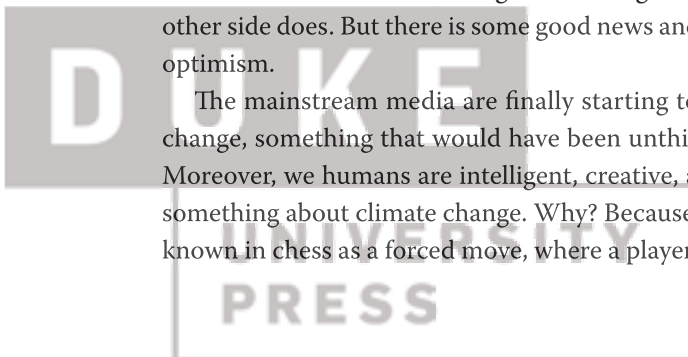 other side does. But there is some good news an
optimism.
The mainstream media are finally starting t
change, something that would have been unthi
Moreover, we humans are intelligent, creative,
something about climate change. Why? Because
known in chess as a forced move, where a player
DUKE
UNIVERSITY
PRESS